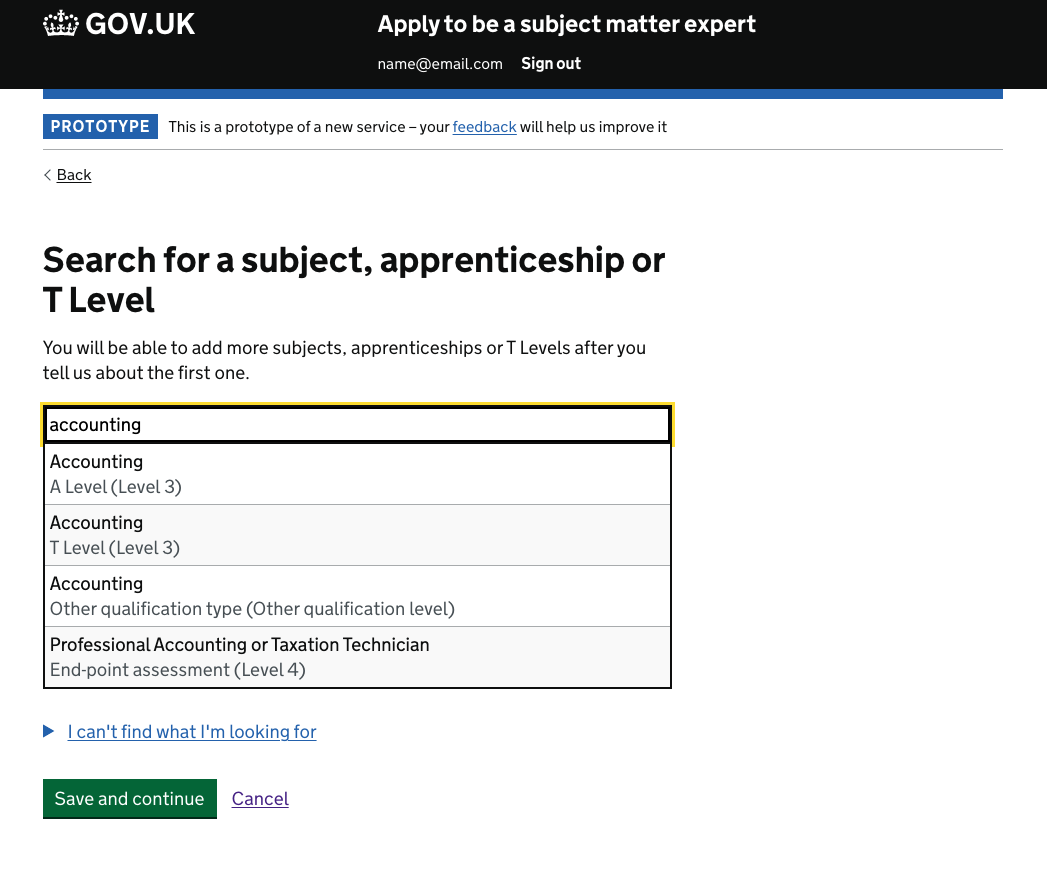 GOV.UK
Apply to be a subject matter expert
name@email.com Sign out
PROTOTYPE This is a prototype of a new service – your feedback will help us improve it
Back
Search for a subject, apprenticeship or
T Level
You will be able to add more subjects, apprenticeships or T Levels after you
tell us about the first one.
accounting
Accounting
A Level (Level 3)
Accounting
T Level (Level 3)
Accounting
Other qualification type (Other qualification level)
Professional Accounting or Taxation Technician
End-point assessment (Level 4)
I can't find what I'm looking for
Save and continue Cancel